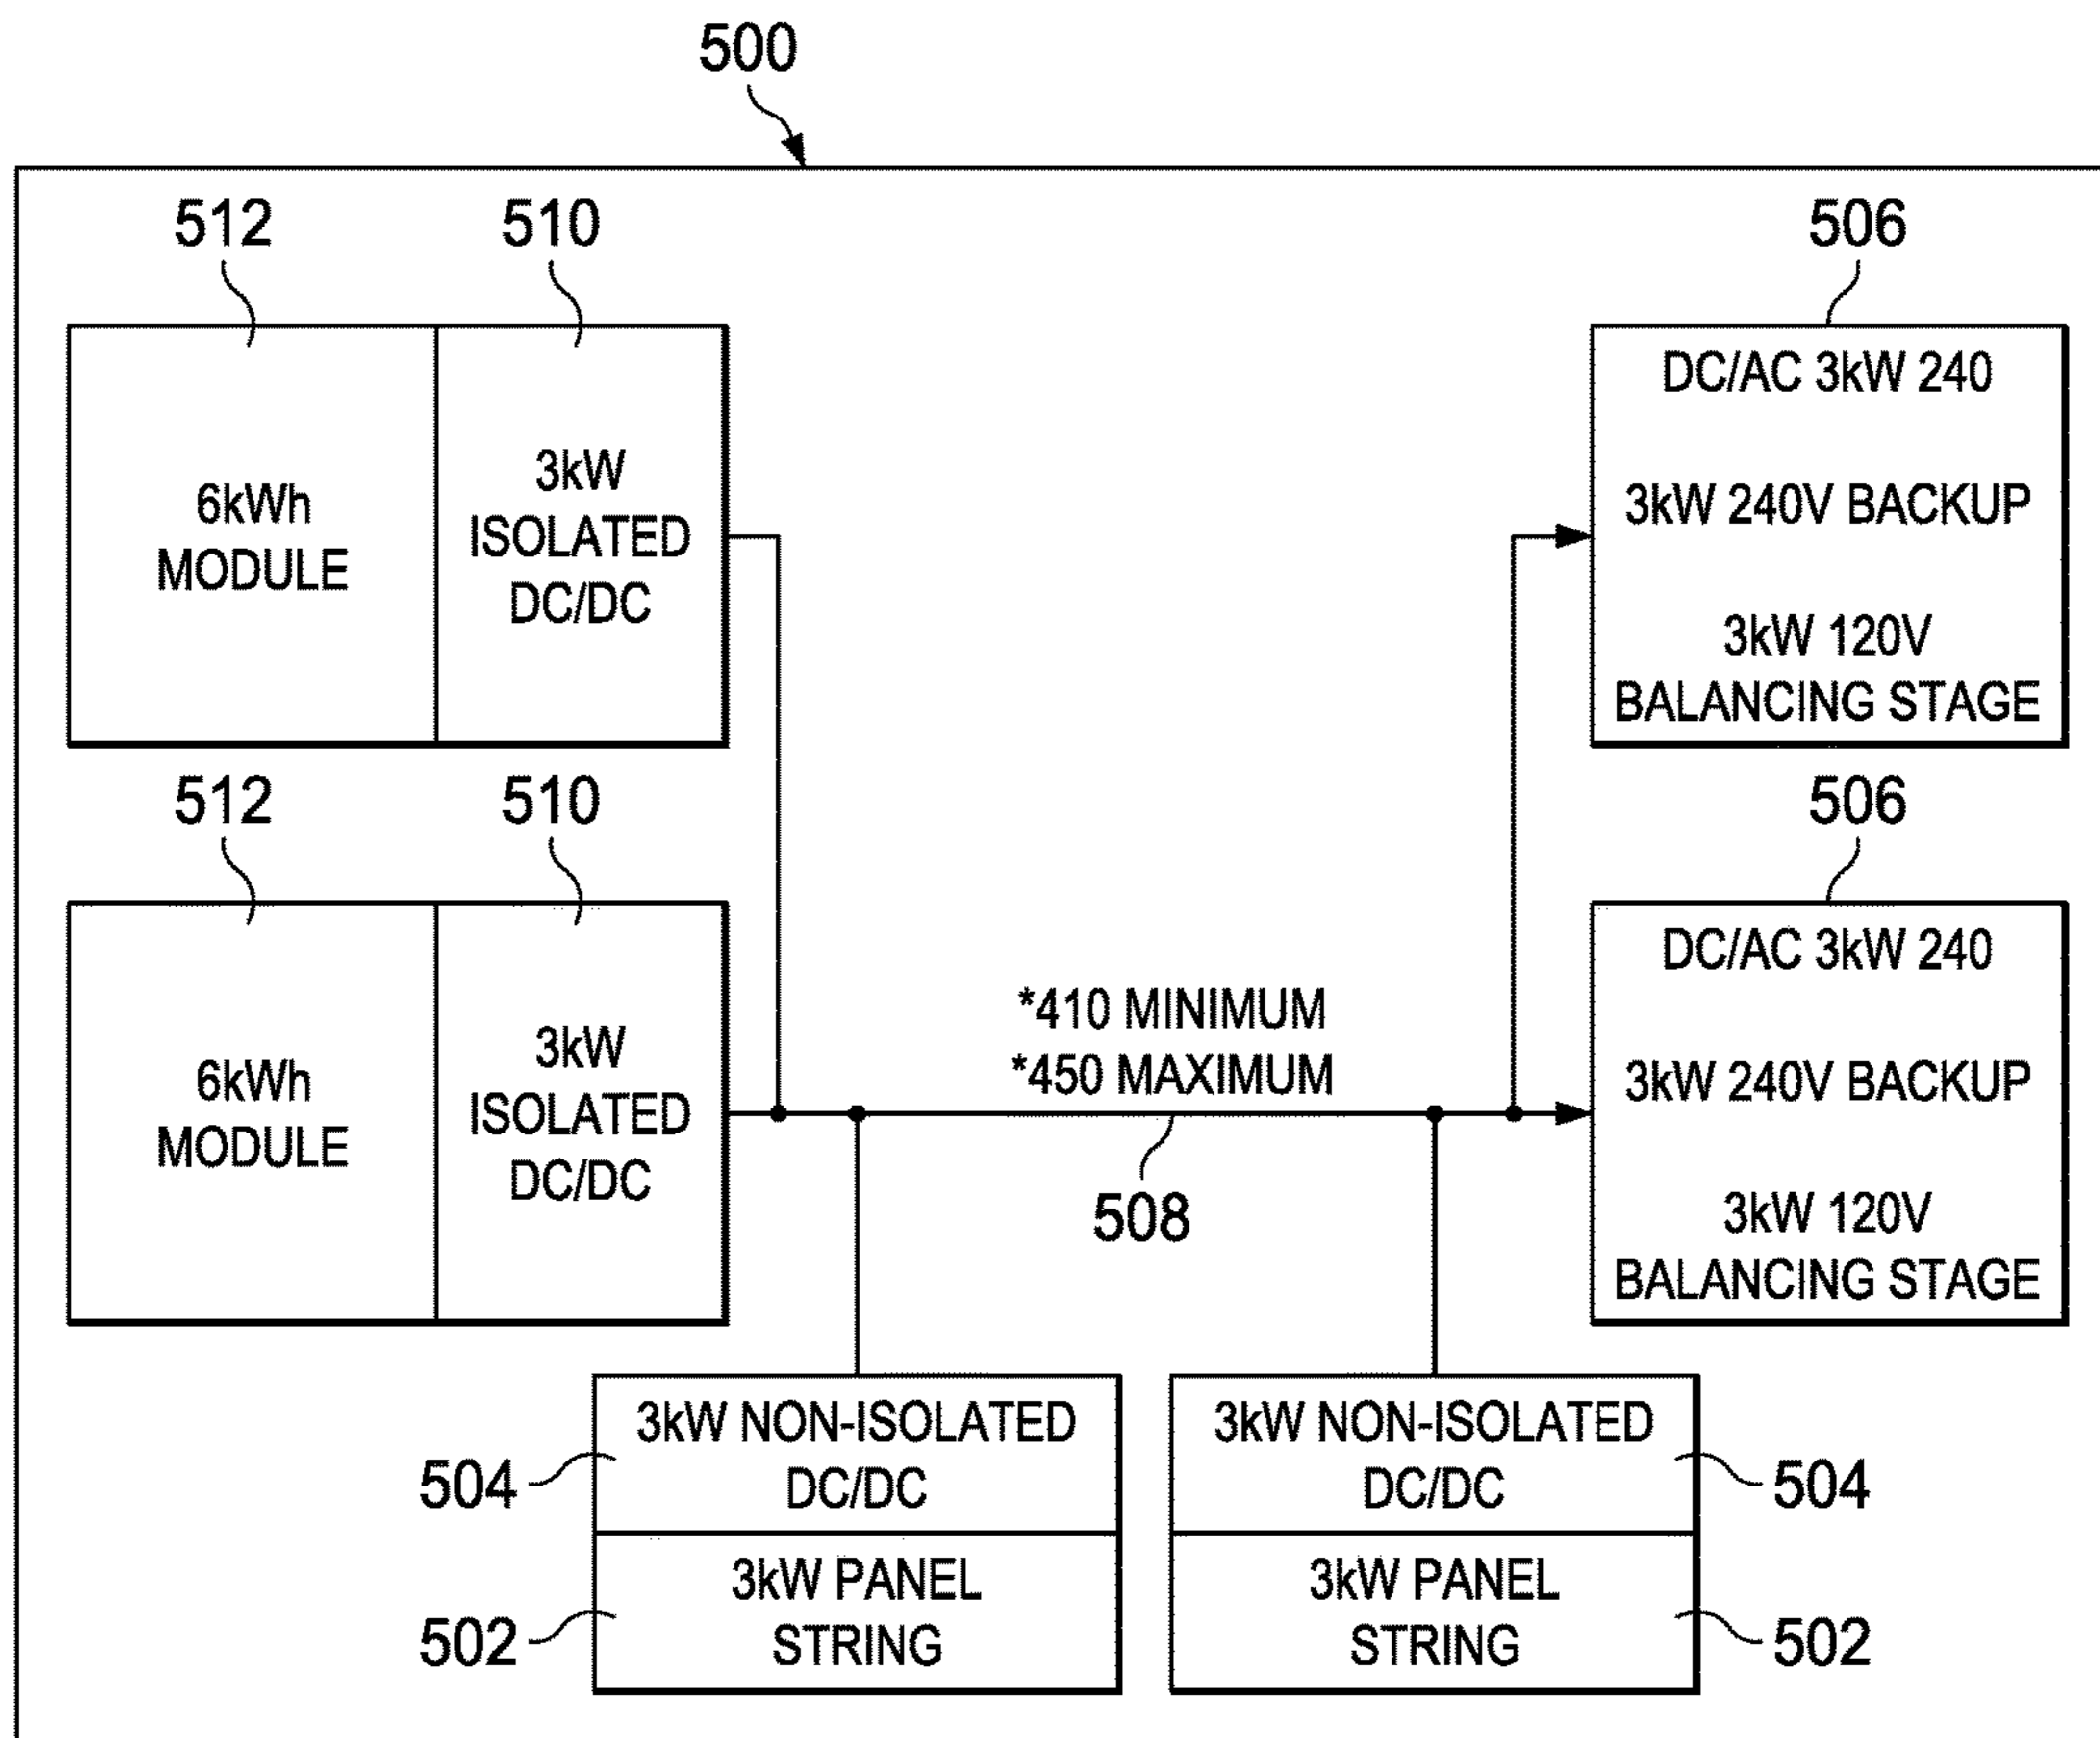 500
512
510
506
6kWh
MODULE
3kW
ISOLATED
DC/DC
DC/AC 3kW 240
3kW 240V BACKUP
3kW 120V
BALANCING STAGE
512
510
506
6kWh
MODULE
3kW
ISOLATED
DC/DC
*410 MINIMUM
*450 MAXIMUM
508
DC/AC 3kW 240
3kW 240V BACKUP
3kW 120V
BALANCING STAGE
504
3kW NON-ISOLATED
DC/DC
3kW NON-ISOLATED
DC/DC
504
502
3kW PANEL
STRING
3kW PANEL
STRING
502